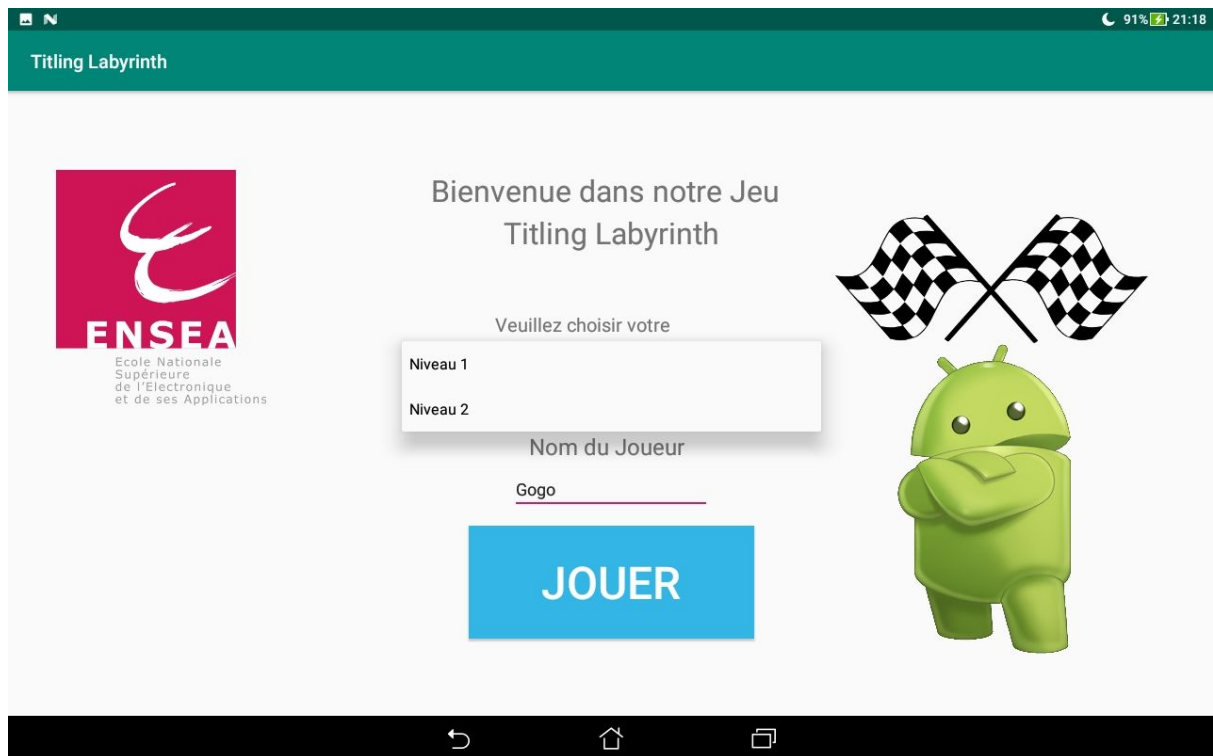 91% 21:18
Titling Labyrinth
ENSEA
Ecole Nationale
Supérieure
de l'Electronique
et de ses Applications
Bienvenue dans notre Jeu
Titling Labyrinth
Veuillez choisir votre
Niveau 1
Niveau 2
Nom du Joueur
Gogo
JOUER